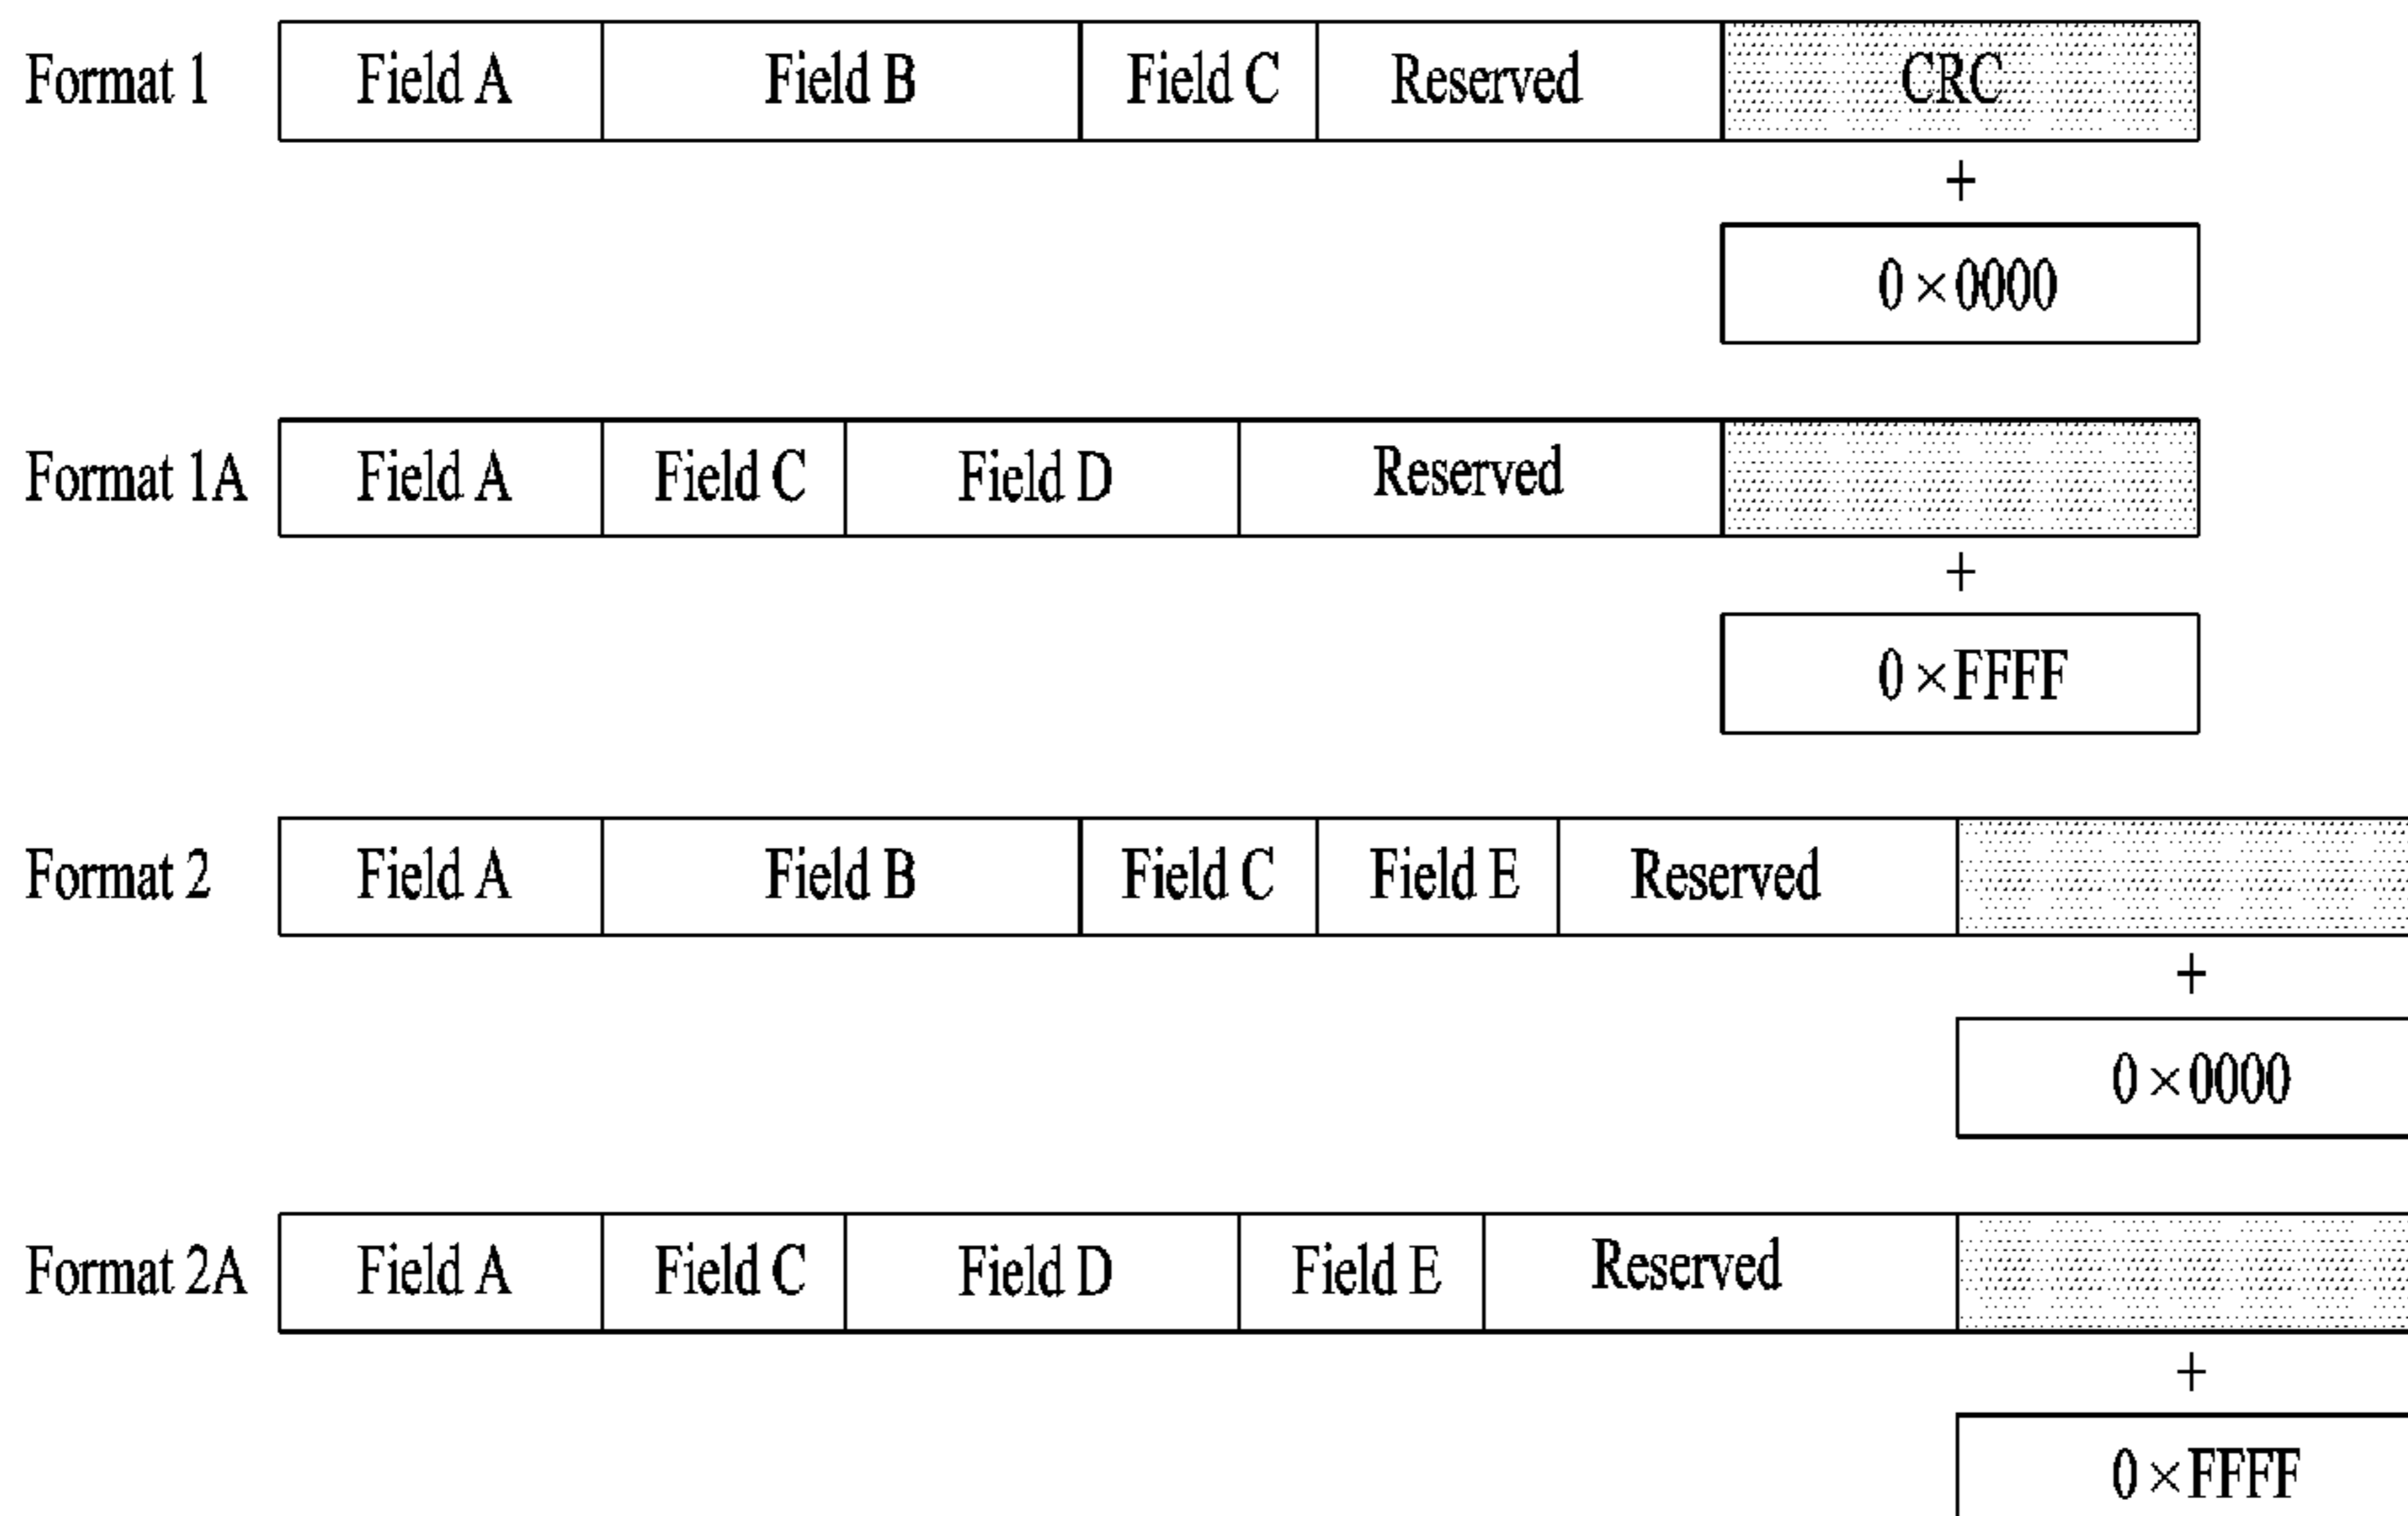 Format 1 Field A Field B Field C Reserved CRC
+
0×0000
Format 1A Field A Field C Field D Reserved
+
0×FFFF
Format 2 Field A Field B Field C Field E Reserved
+
0×0000
Format 2A Field A Field C Field D Field E Reserved
+
0×FFFF